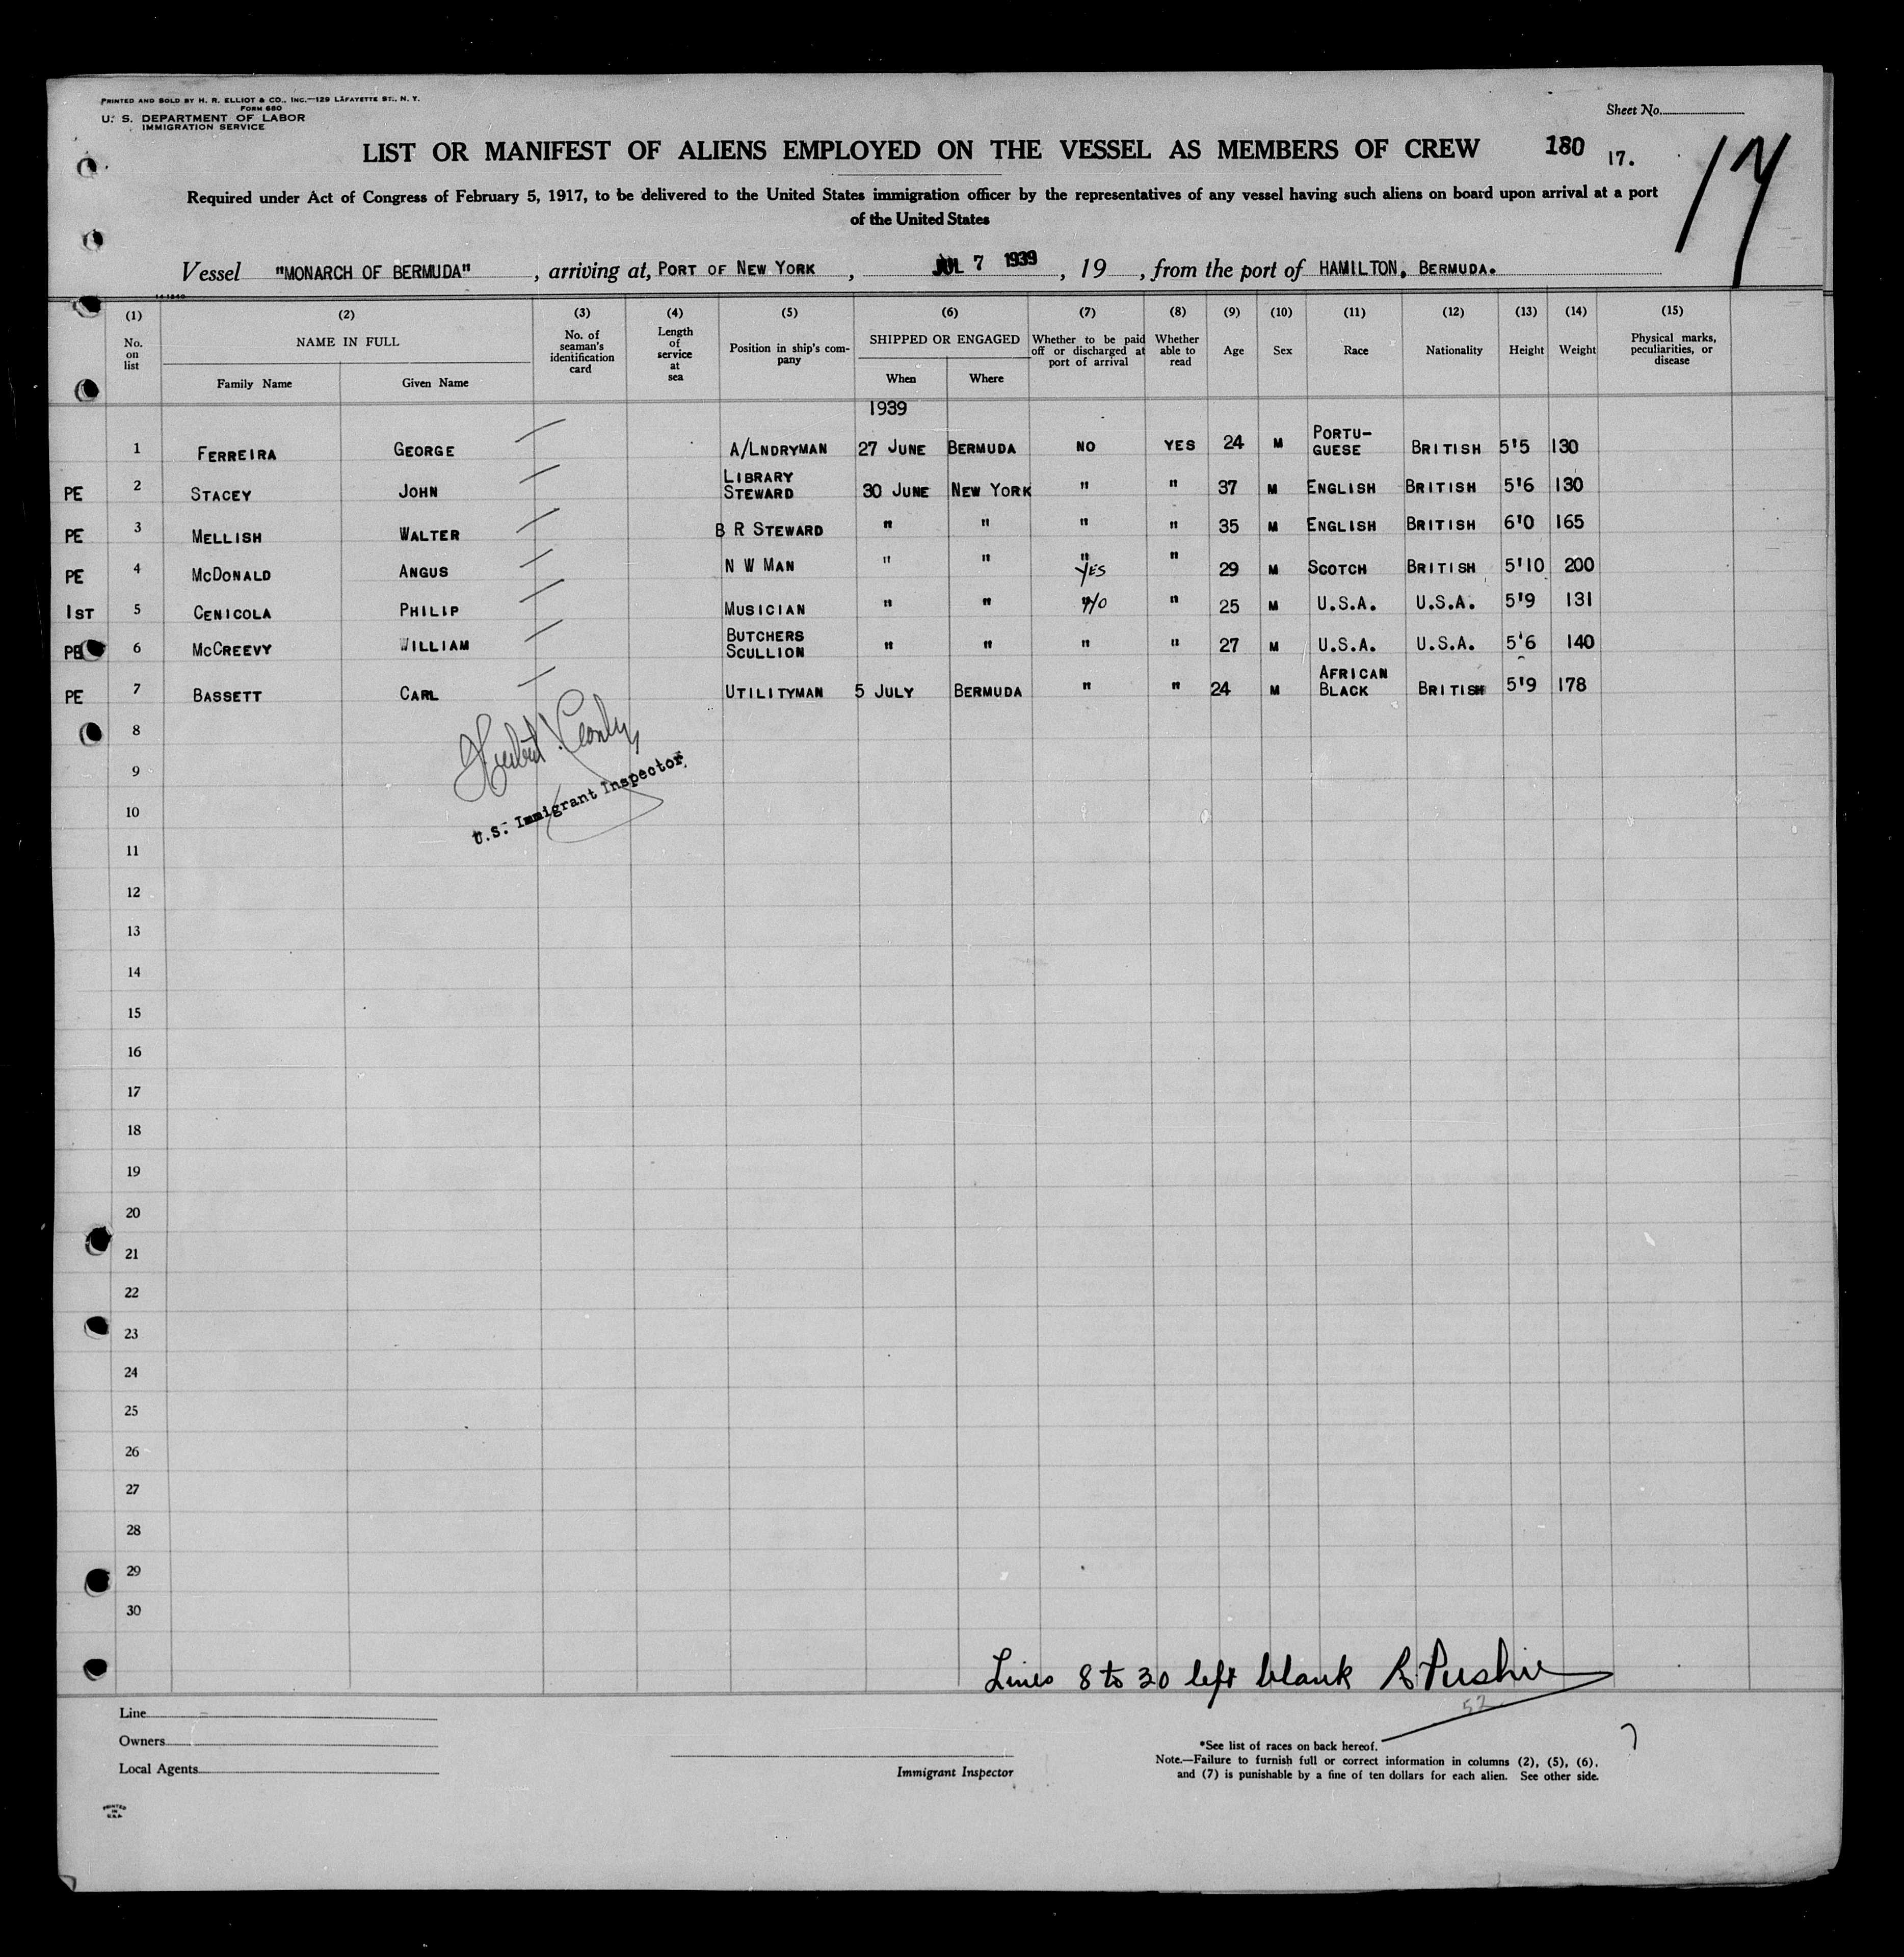 PRINTED AND SOLD BY H. R. ELLIOT & CO., INC.—129 LAFAYETTE ST., N. Y.
FORM 680
U. S. DEPARTMENT OF LABOR
IMMIGRATION SERVICE
Sheet No.
LIST OR MANIFEST OF ALIENS EMPLOYED ON THE VESSEL AS MEMBERS OF CREW 180 17. 17
Required under Act of Congress of February 5, 1917, to be delivered to the United States immigration officer by the representatives of any vessel having such aliens on board upon arrival at a port
of the United States
Vessel "MONARCH OF BERMUDA", arriving at, PORT OF NEW YORK, JUL 7 1939, 19 , from the port of HAMILTON, BERMUDA.
14-1240
(1) (2) (3) (4) (5) (6) (7) (8) (9) (10) (11) (12) (13) (14) (15)
No. on list NAME IN FULL No. of seaman's identification card Length of service at sea Position in ship's company SHIPPED OR ENGAGED Whether to be paid off or discharged at port of arrival Whether able to read Age Sex Race Nationality Height Weight Physical marks, peculiarities, or disease
Family Name Given Name When Where
1939
1 FERREIRA GEORGE A/LNDRYMAN 27 JUNE BERMUDA NO YES 24 M PORTU-GUESE BRITISH 5'5 130
PE 2 STACEY JOHN LIBRARY STEWARD 30 JUNE NEW YORK " " 37 M ENGLISH BRITISH 5'6 130
PE 3 MELLISH WALTER B R STEWARD " " " " 35 M ENGLISH BRITISH 6'0 165
PE 4 MCDONALD ANGUS N W MAN " " " YES " 29 M SCOTCH BRITISH 5'10 200
1ST 5 CENICOLA PHILIP MUSICIAN " " NO " 25 M U.S.A. U.S.A. 5'9 131
PE 6 MCCREEVY WILLIAM BUTCHERS SCULLION " " " " 27 M U.S.A. U.S.A. 5'6 140
PE 7 BASSETT CARL UTILITYMAN 5 JULY BERMUDA " " 24 M AFRICAN BLACK BRITISH 5'9 178
8
U.S. Immigrant Inspector.
9
10
11
12
13
14
15
16
17
18
19
20
21
22
23
24
25
26
27
28
29
30
Lines 8 to 30 left blank
52
Line
Owners
Local Agents
Immigrant Inspector
*See list of races on back hereof.
Note.—Failure to furnish full or correct information in columns (2), (5), (6),
and (7) is punishable by a fine of ten dollars for each alien. See other side.
PRINTED
IN
U.S.A.